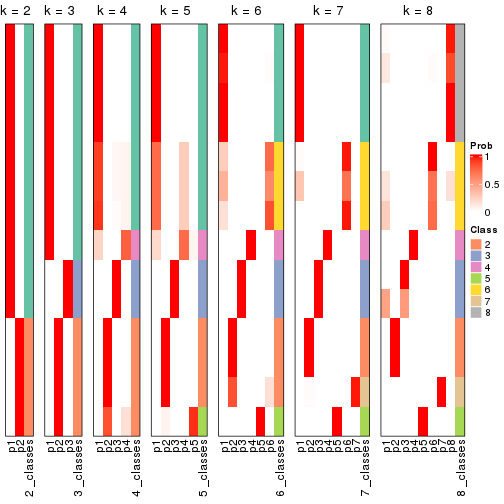 k = 2 k = 3 k = 4 k = 5 k = 6 k = 7 k = 8
Prob
1
0.5
0
Class
2
3
4
5
6
7
8
p1 p2 2_classes
p1 p2 p3 3_classes
p1 p2 p3 p4 4_classes
p1 p2 p3 p4 p5 5_classes
p1 p2 p3 p4 p5 p6 6_classes
p1 p2 p3 p4 p5 p6 p7 7_classes
p1 p2 p3 p4 p5 p6 p7 p8 8_classes